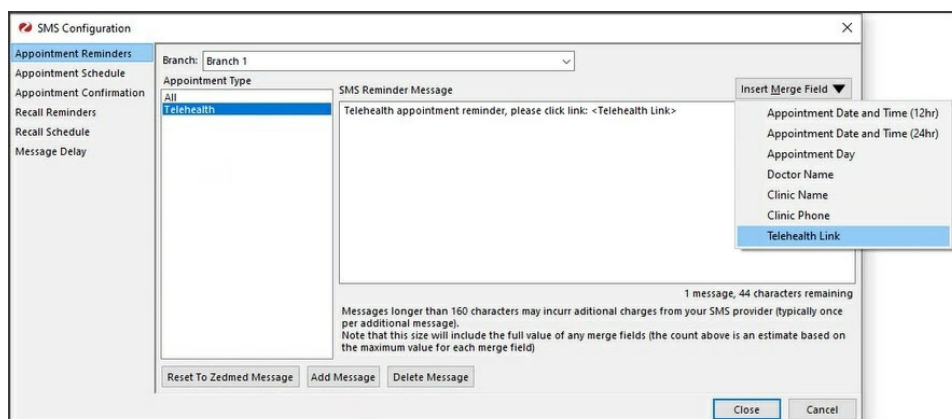 SMS Configuration
Appointment Reminders
Appointment Schedule
Appointment Confirmation
Recall Reminders
Recall Schedule
Message Delay
Branch: Branch 1
Appointment Type
All
Telehealth
SMS Reminder Message
Insert Merge Field
Telehealth appointment reminder, please click link: <Telehealth Link>
Appointment Date and Time (12hr)
Appointment Date and Time (24hr)
Appointment Day
Doctor Name
Clinic Name
Clinic Phone
Telehealth Link
1 message, 44 characters remaining
Messages longer than 160 characters may incurr aditional charges from your SMS provider (typically once
per additional message).
Note that this size will include the full value of any merge fields (the count above is an estimate based on
the maximum value for each merge field)
Reset To Zedmed Message
Add Message
Delete Message
Close
Cancel